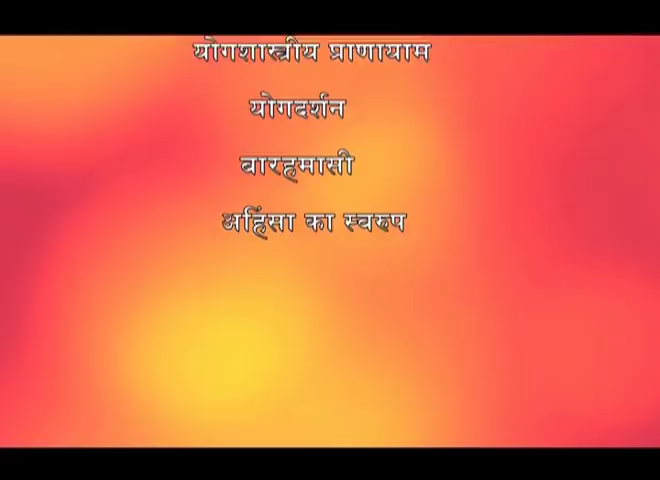 योगशास्त्रीय प्राणायाम
योगदर्शन
बारहमासी
अहिंसा का स्वरुप